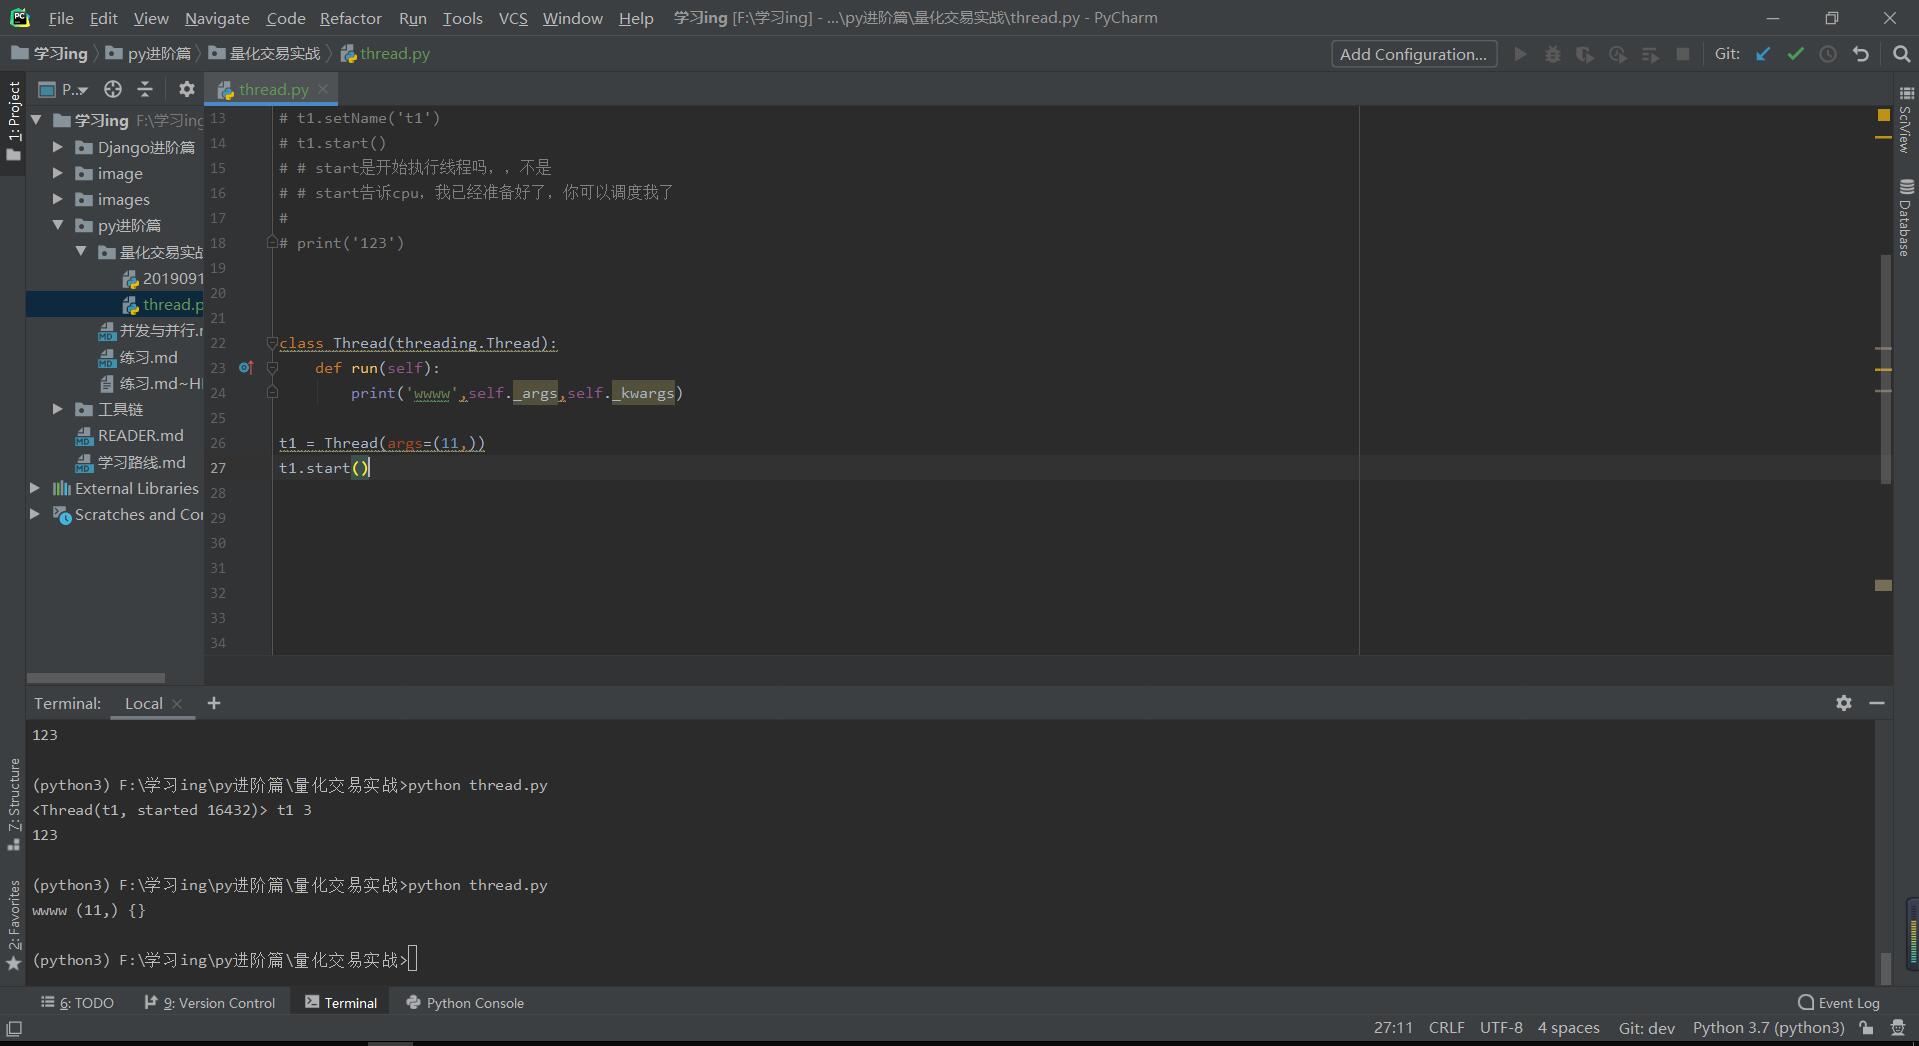 PC File Edit View Navigate Code Refactor Run Tools VCS Window Help 学习ing [F:\学习ing] - ...\py进阶篇\量化交易实战\thread.py - PyCharm
学习ing py进阶篇 量化交易实战 thread.py Add Configuration... Git:
P.. thread.py
1: Project
学习ing F:\学习ing
Django进阶篇
image
images
py进阶篇
量化交易实战
2019091
thread.p
并发与并行.r
练习.md
练习.md~H
工具链
READER.md
学习路线.md
External Libraries
Scratches and Cor
13 # t1.setName('t1')
14 # t1.start()
15 # # start是开始执行线程吗，，不是
16 # # start告诉cpu，我已经准备好了，你可以调度我了
17 #
18 # print('123')
19
20
21
22 class Thread(threading.Thread):
23 def run(self):
24 print('wwww',self._args,self._kwargs)
25
26 t1 = Thread(args=(11,))
27 t1.start()
28
29
30
31
32
33
34
SciView
Database
Terminal: Local
123
(python3) F:\学习ing\py进阶篇\量化交易实战>python thread.py
<Thread(t1, started 16432)> t1 3
123
(python3) F:\学习ing\py进阶篇\量化交易实战>python thread.py
wwww (11,) {}
(python3) F:\学习ing\py进阶篇\量化交易实战>
7: Structure
2: Favorites
6: TODO 9: Version Control Terminal Python Console Event Log
27:11 CRLF UTF-8 4 spaces Git: dev Python 3.7 (python3)